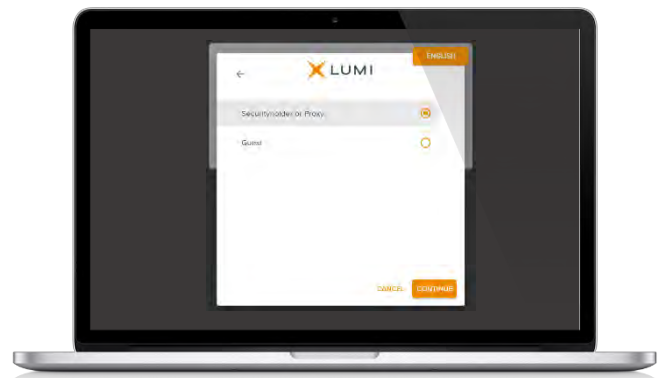 ENGLISH
LUMI
Securityholder or Proxy
Guest
CANCEL
CONTINUE